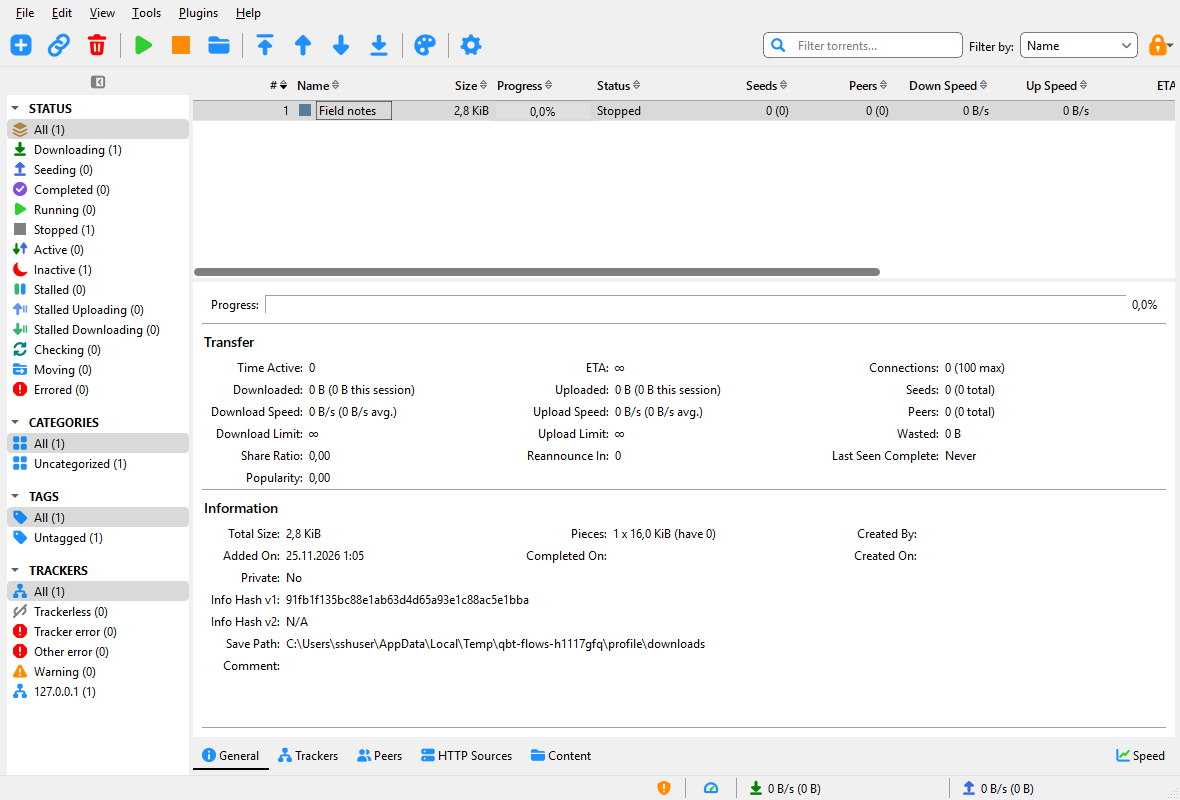 File Edit View Tools Plugins Help
Filter torrents... Filter by: Name
# Name Size Progress Status Seeds Peers Down Speed Up Speed ETA
1 Field notes 2,8 KiB 0,0% Stopped 0 (0) 0 (0) 0 B/s 0 B/s
STATUS
All (1)
Downloading (1)
Seeding (0)
Completed (0)
Running (0)
Stopped (1)
Active (0)
Inactive (1)
Stalled (0)
Stalled Uploading (0)
Stalled Downloading (0)
Checking (0)
Moving (0)
Errored (0)
CATEGORIES
All (1)
Uncategorized (1)
TAGS
All (1)
Untagged (1)
TRACKERS
All (1)
Trackerless (0)
Tracker error (0)
Other error (0)
Warning (0)
127.0.0.1 (1)
Progress: 0,0%
Transfer
Time Active: 0 ETA: ∞ Connections: 0 (100 max)
Downloaded: 0 B (0 B this session) Uploaded: 0 B (0 B this session) Seeds: 0 (0 total)
Download Speed: 0 B/s (0 B/s avg.) Upload Speed: 0 B/s (0 B/s avg.) Peers: 0 (0 total)
Download Limit: ∞ Upload Limit: ∞ Wasted: 0 B
Share Ratio: 0,00 Reannounce In: 0 Last Seen Complete: Never
Popularity: 0,00
Information
Total Size: 2,8 KiB Pieces: 1 x 16,0 KiB (have 0) Created By:
Added On: 25.11.2026 1:05 Completed On: Created On:
Private: No
Info Hash v1: 91fb1f135bc88e1ab63d4d65a93e1c88ac5e1bba
Info Hash v2: N/A
Save Path: C:\Users\sshuser\AppData\Local\Temp\qbt-flows-h1117gfq\profile\downloads
Comment:
General Trackers Peers HTTP Sources Content Speed
0 B/s (0 B) 0 B/s (0 B)